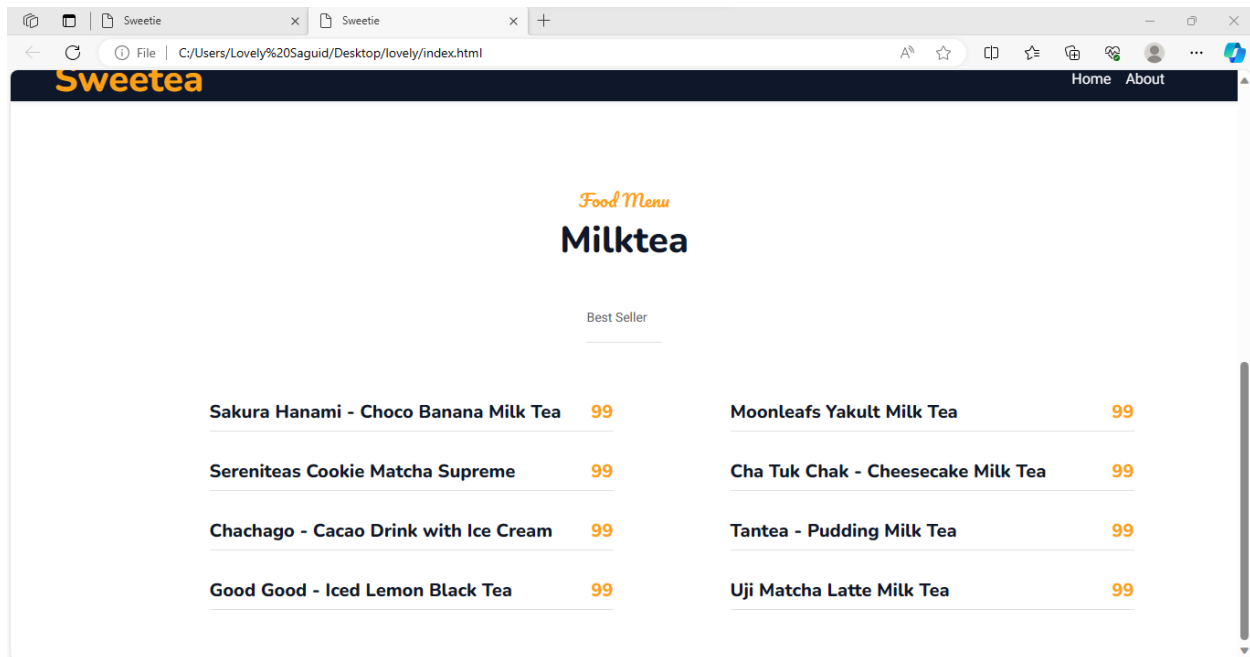 Sweetie
Sweetie
File
C:/Users/Lovely%20Saguid/Desktop/lovely/index.html
Sweetea
Home About
Food Menu
Milktea
Best Seller
Sakura Hanami - Choco Banana Milk Tea 99
Moonleafs Yakult Milk Tea 99
Sereniteas Cookie Matcha Supreme 99
Cha Tuk Chak - Cheesecake Milk Tea 99
Chachago - Cacao Drink with Ice Cream 99
Tantea - Pudding Milk Tea 99
Good Good - Iced Lemon Black Tea 99
Uji Matcha Latte Milk Tea 99